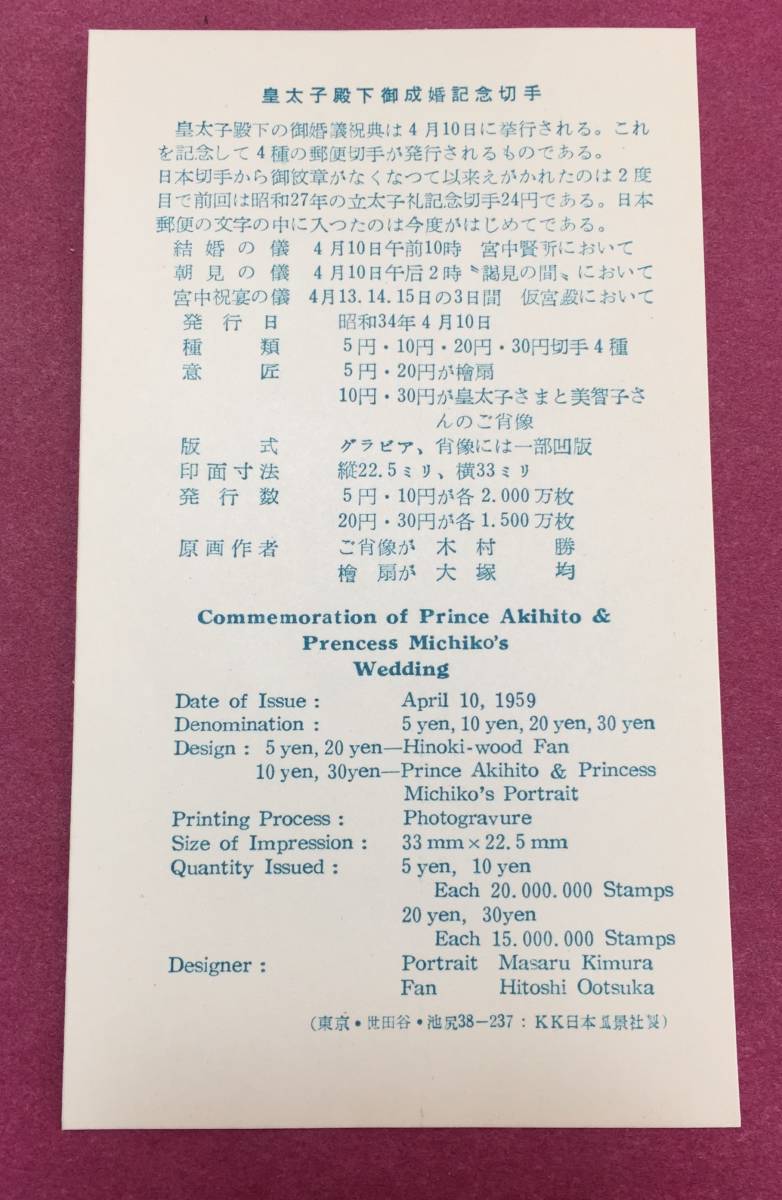 皇太子殿下御成婚記念切手
皇太子殿下の御婚議祝典は4月10日に挙行される。これ
を記念して4種の郵便切手が発行されるものである。
日本切手から御紋章がなくなつて以来えがかれたのは2度
目で前回は昭和27年の立太子礼記念切手24円である。日本
郵便の文字の中に入つたのは今度がはじめてである。
結婚の儀 4月10日午前10時 宮中賢所において
朝見の儀 4月10日午后2時〝謁見の間〟において
宮中祝宴の儀 4月13.14.15日の3日間 仮宮殿において
発行日 昭和34年4月10日
種類 5円・10円・20円・30円切手4種
意匠 5円・20円が檜扇
10円・30円が皇太子さまと美智子さ
んのご肖像
版式 グラビア、肖像には一部凹版
印面寸法 縦22.5ミリ、横33ミリ
発行数 5円・10円が各2.000万枚
20円・30円が各1.500万枚
原画作者 ご肖像が 木村 勝
檜扇が 大塚 均
Commemoration of Prince Akihito &
Prencess Michiko's
Wedding
Date of Issue : April 10, 1959
Denomination : 5 yen, 10 yen, 20 yen, 30 yen
Design : 5 yen, 20 yen—Hinoki-wood Fan
10 yen, 30yen—Prince Akihito & Princess
Michiko's Portrait
Printing Process : Photogravure
Size of Impression : 33 mm × 22.5 mm
Quantity Issued : 5 yen, 10 yen
Each 20.000.000 Stamps
20 yen, 30yen
Each 15.000.000 Stamps
Designer : Portrait Masaru Kimura
Fan Hitoshi Ootsuka
(東京・世田谷・池尻38-237 : KK日本風景社製)